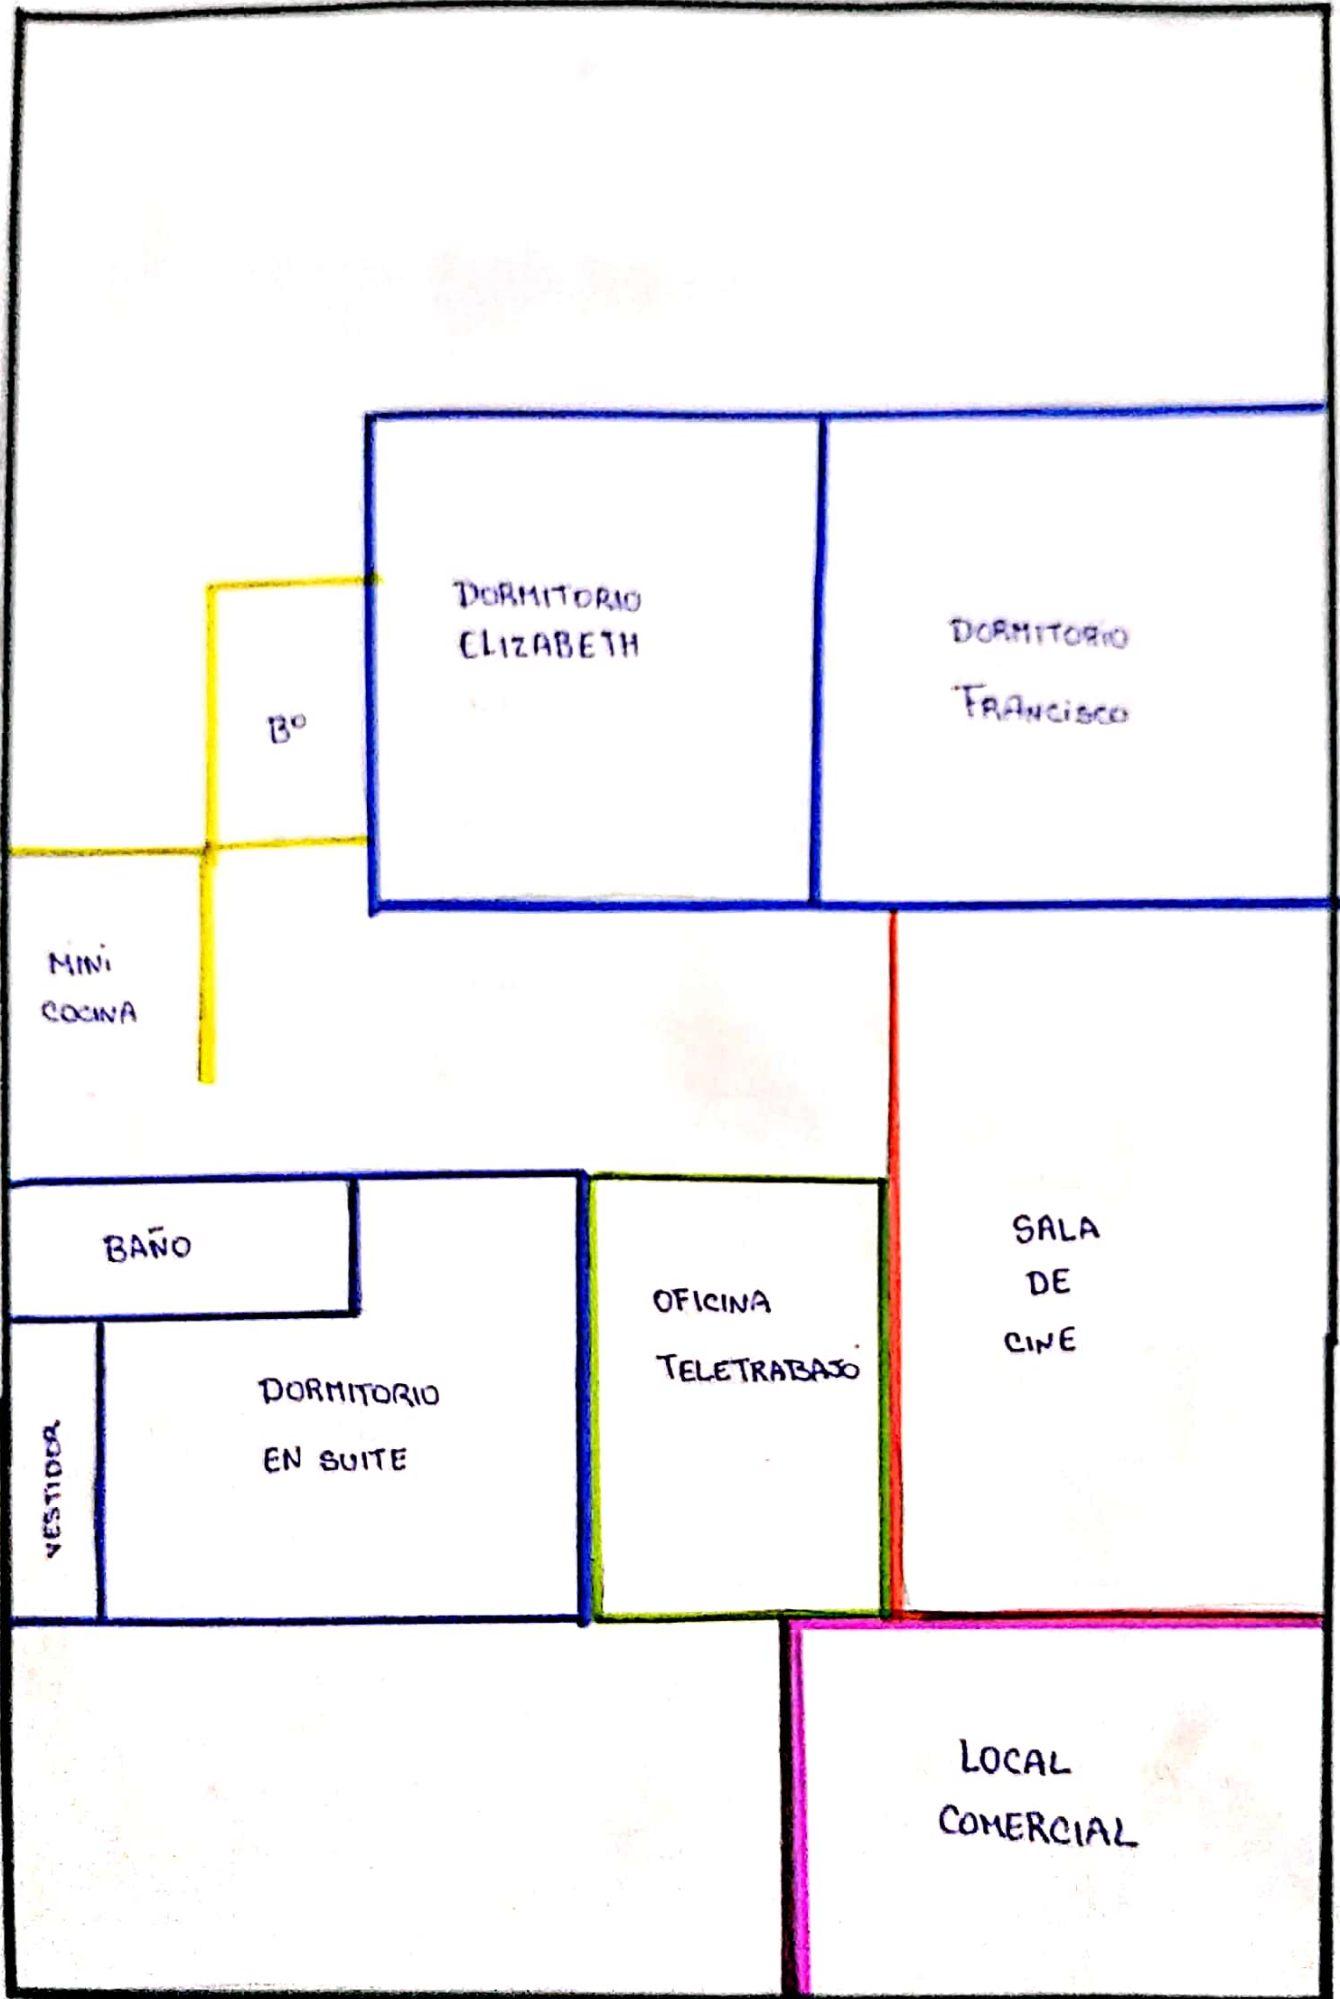 DORMITORIO
ELIZABETH
DORMITORIO
FRANCISCO
Bº
MINI
COCINA
BAÑO
SALA
DE
CINE
OFICINA
TELETRABAJO
DORMITORIO
EN SUITE
VESTIDOR
LOCAL
COMERCIAL